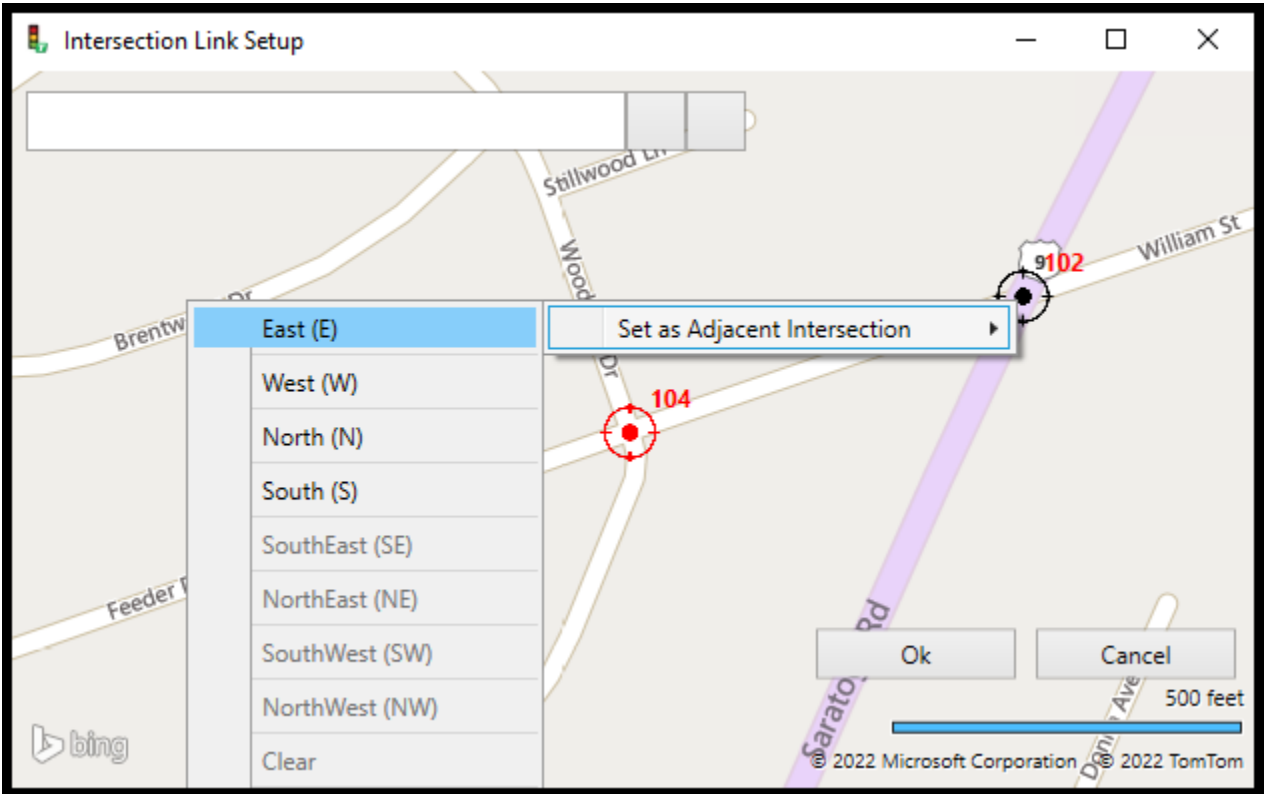 Intersection Link Setup
Stillwood Ln
William St
9
102
Wood
Dr
Brentw
Dr
East (E)
Set as Adjacent Intersection
West (W)
104
North (N)
South (S)
SouthEast (SE)
NorthEast (NE)
Feeder
SouthWest (SW)
NorthWest (NW)
Clear
Rd
Sarato
Ok
Cancel
500 feet
Ave
bing
© 2022 Microsoft Corporation
© 2022 TomTom